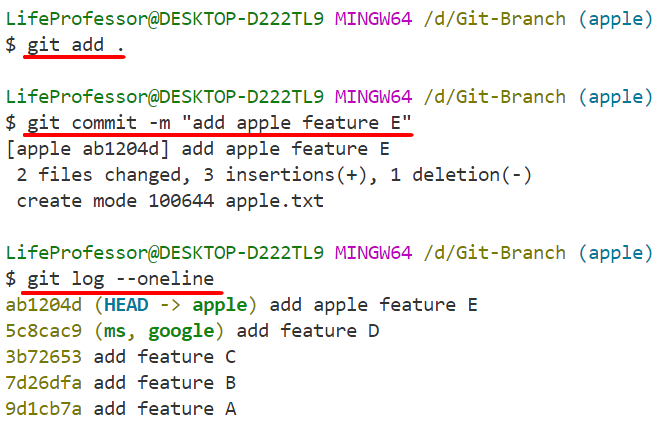 LifeProfessor@DESKTOP-D222TL9 MINGW64 /d/Git-Branch (apple)
$ git add .
LifeProfessor@DESKTOP-D222TL9 MINGW64 /d/Git-Branch (apple)
$ git commit -m "add apple feature E"
[apple ab1204d] add apple feature E
 2 files changed, 3 insertions(+), 1 deletion(-)
 create mode 100644 apple.txt
LifeProfessor@DESKTOP-D222TL9 MINGW64 /d/Git-Branch (apple)
$ git log --oneline
ab1204d (HEAD -> apple) add apple feature E
5c8cac9 (ms, google) add feature D
3b72653 add feature C
7d26dfa add feature B
9d1cb7a add feature A